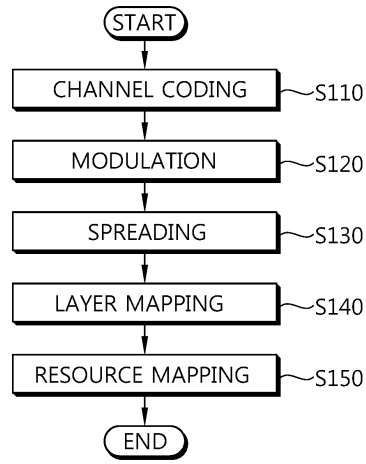 START
CHANNEL CODING S110
MODULATION S120
SPREADING S130
LAYER MAPPING S140
RESOURCE MAPPING S150
END